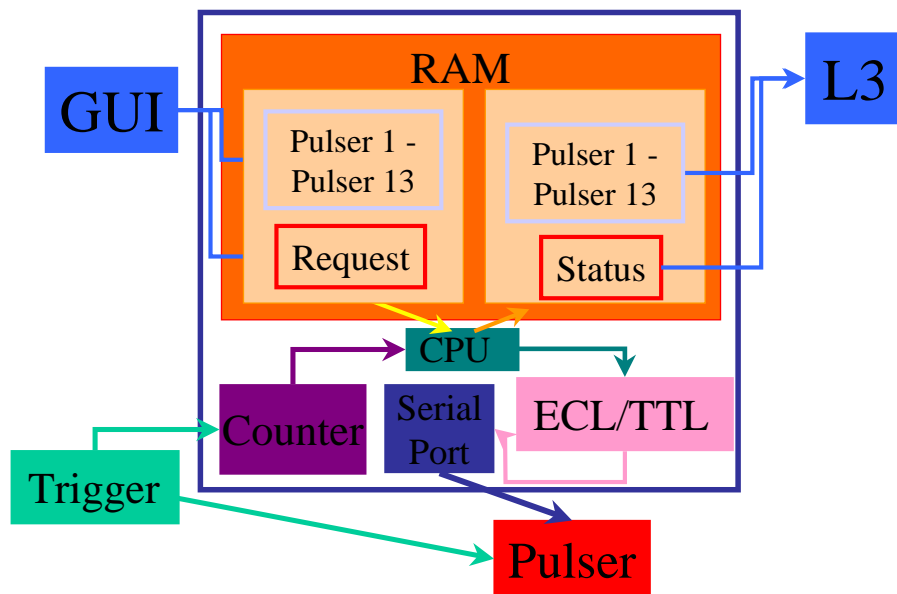 RAM
GUI
L3
Pulser 1 -
Pulser 13
Pulser 1 -
Pulser 13
Request
Status
CPU
Counter
Serial
Port
ECL/TTL
Trigger
Pulser